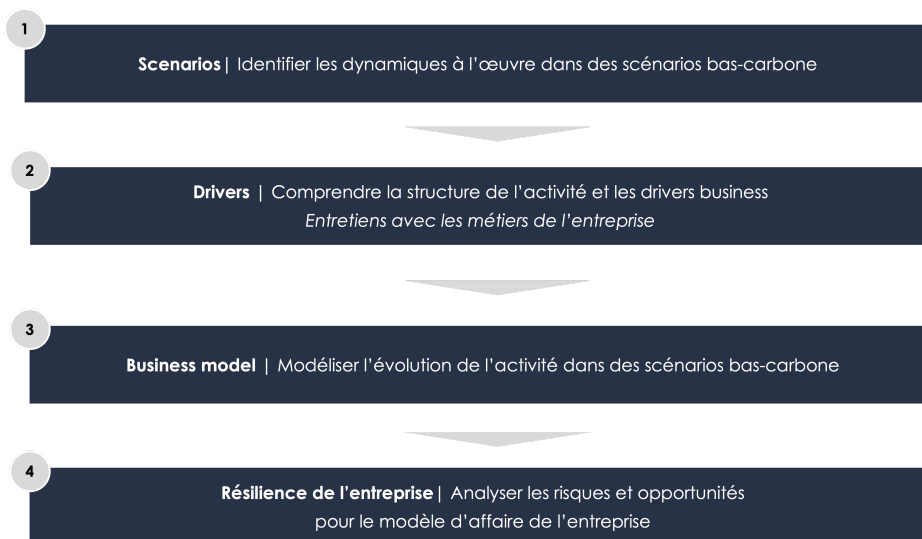 1
Scenarios| Identifier les dynamiques à l'œuvre dans des scénarios bas-carbone
2
Drivers | Comprendre la structure de l'activité et les drivers business
Entretiens avec les métiers de l'entreprise
3
Business model | Modéliser l'évolution de l'activité dans des scénarios bas-carbone
4
Résilience de l'entreprise| Analyser les risques et opportunités
pour le modèle d'affaire de l'entreprise